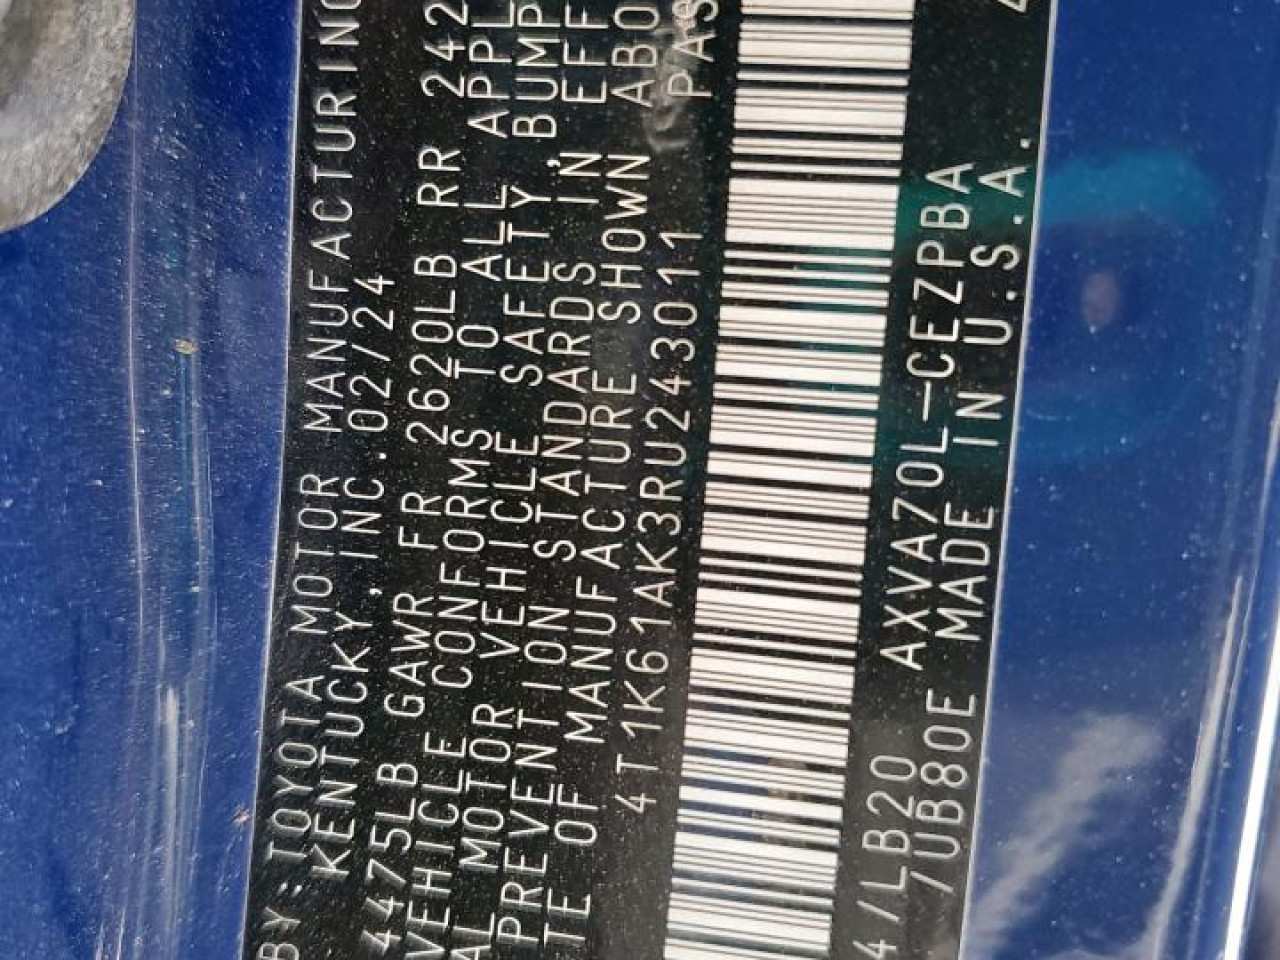 BY:TOYOTA MOTOR MANUFACTURING
KENTUCKY,INC.02/24
4475LB GAWR FR 2620LB RR 242
VEHICLE CONFORMS TO ALL APPL
AL MOTOR VEHICLE SAFETY, BUMP
PREVENTION STANDARDS IN EFF
TE OF MANUFACTURE SHOWN ABO
4T1K61AK3RU243011 PAS
4/LB20 AXVA70L-CEZPBA
/UB80E MADE IN U.S.A.